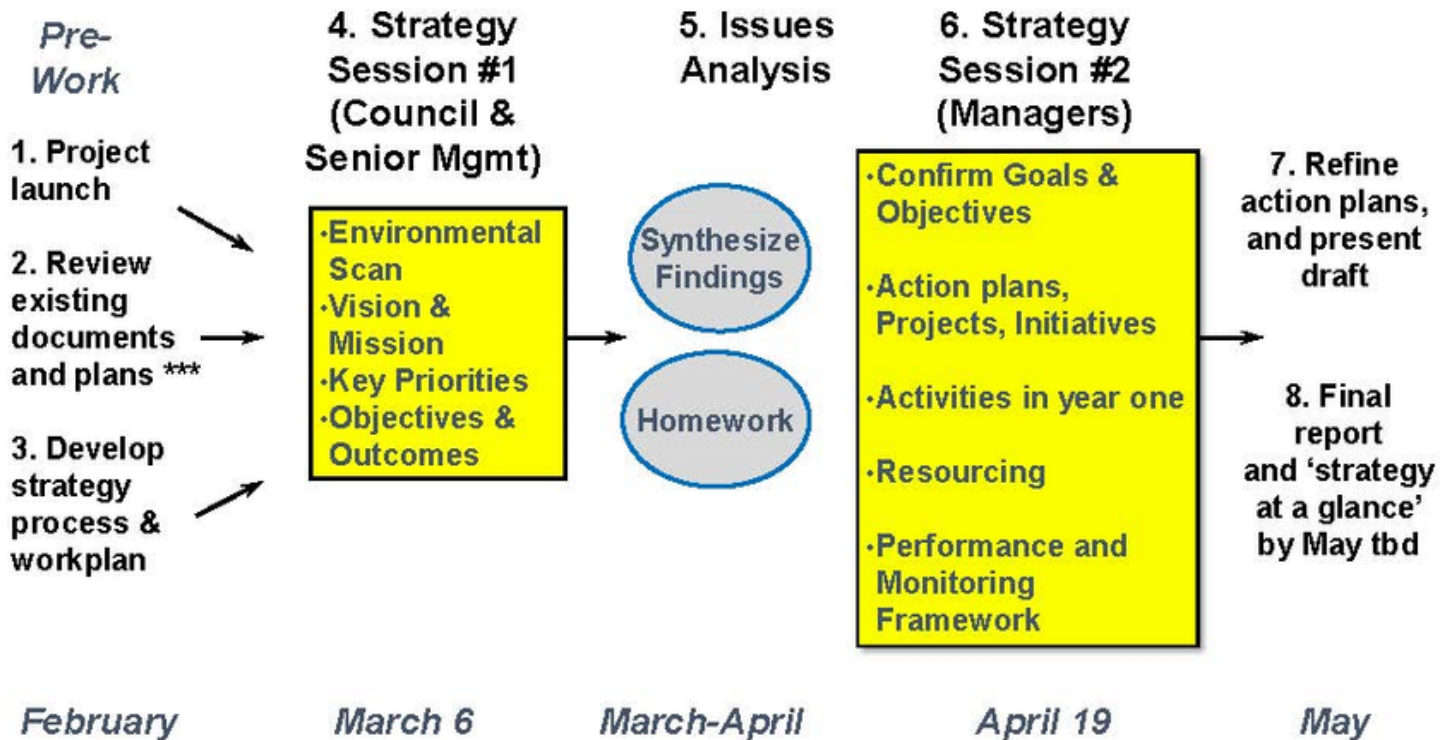 Pre-
Work
1. Project
launch
2. Review
existing
documents
and plans ***
3. Develop
strategy
process &
workplan
February
4. Strategy
Session #1
(Council &
Senior Mgmt)
·Environmental
Scan
·Vision &
Mission
·Key Priorities
·Objectives &
Outcomes
March 6
5. Issues
Analysis
Synthesize
Findings
Homework
March-April
6. Strategy
Session #2
(Managers)
·Confirm Goals &
Objectives
·Action plans,
Projects, Initiatives
·Activities in year one
·Resourcing
·Performance and
Monitoring
Framework
April 19
7. Refine
action plans,
and present
draft
8. Final
report
and ‘strategy
at a glance’
by May tbd
May